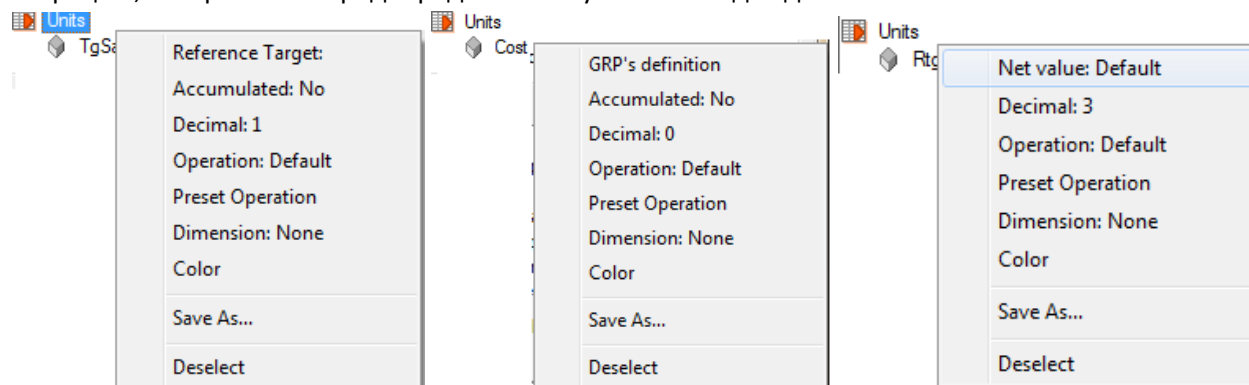 Units
TgSa
Reference Target:
Accumulated: No
Decimal: 1
Operation: Default
Preset Operation
Dimension: None
Color
Save As...
Deselect
Units
Cost
GRP's definition
Accumulated: No
Decimal: 0
Operation: Default
Preset Operation
Dimension: None
Color
Save As...
Deselect
Units
Rtg
Net value: Default
Decimal: 3
Operation: Default
Preset Operation
Dimension: None
Color
Save As...
Deselect